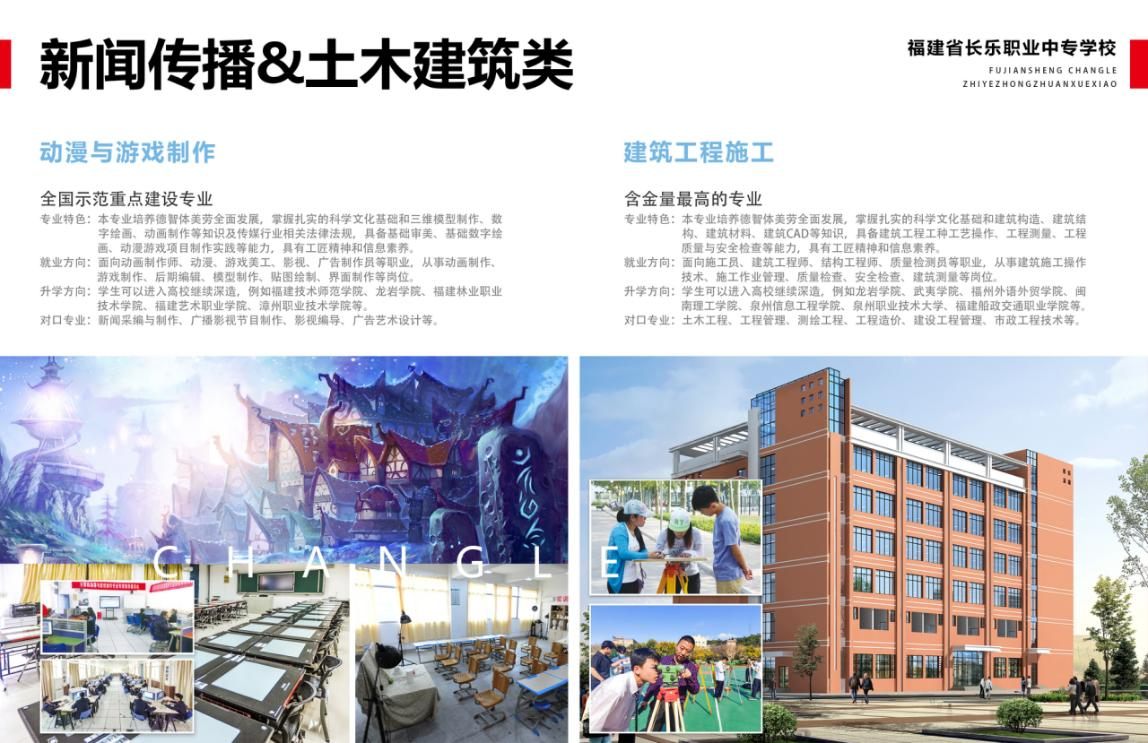 新闻传播&土木建筑类
福建省长乐职业中专学校
FUJIANSHENG CHANGLE
ZHIYEZHONGZHUANXUEXIAO
动漫与游戏制作
全国示范重点建设专业
专业特色：本专业培养德智体美劳全面发展，掌握扎实的科学文化基础和三维模型制作、数
字绘画、动画制作等知识及传媒行业相关法律法规，具备基础审美、基础数字绘
画、动漫游戏项目制作实践等能力，具有工匠精神和信息素养。
就业方向：面向动画制作师、动漫、游戏美工、影视、广告制作员等职业，从事动画制作、
游戏制作、后期编辑、模型制作、贴图绘制、界面制作等岗位。
升学方向：学生可以进入高校继续深造，例如福建技术师范学院、龙岩学院、福建林业职业
技术学院、福建艺术职业学院、漳州职业技术学院等。
对口专业：新闻采编与制作、广播影视节目制作、影视编导、广告艺术设计等。
建筑工程施工
含金量最高的专业
专业特色：本专业培养德智体美劳全面发展，掌握扎实的科学文化基础和建筑构造、建筑结
构、建筑材料、建筑CAD等知识，具备建筑工程工种工艺操作、工程测量、工程
质量与安全检查等能力，具有工匠精神和信息素养。
就业方向：面向施工员、建筑工程师、结构工程师、质量检测员等职业，从事建筑施工操作
技术、施工作业管理、质量检查、安全检查、建筑测量等岗位。
升学方向：学生可以进入高校继续深造，例如龙岩学院、武夷学院、福州外语外贸学院、闽
南理工学院、泉州信息工程学院、泉州职业技术大学、福建船政交通职业学院等。
对口专业：土木工程、工程管理、测绘工程、工程造价、建设工程管理、市政工程技术等。
CHANGLE